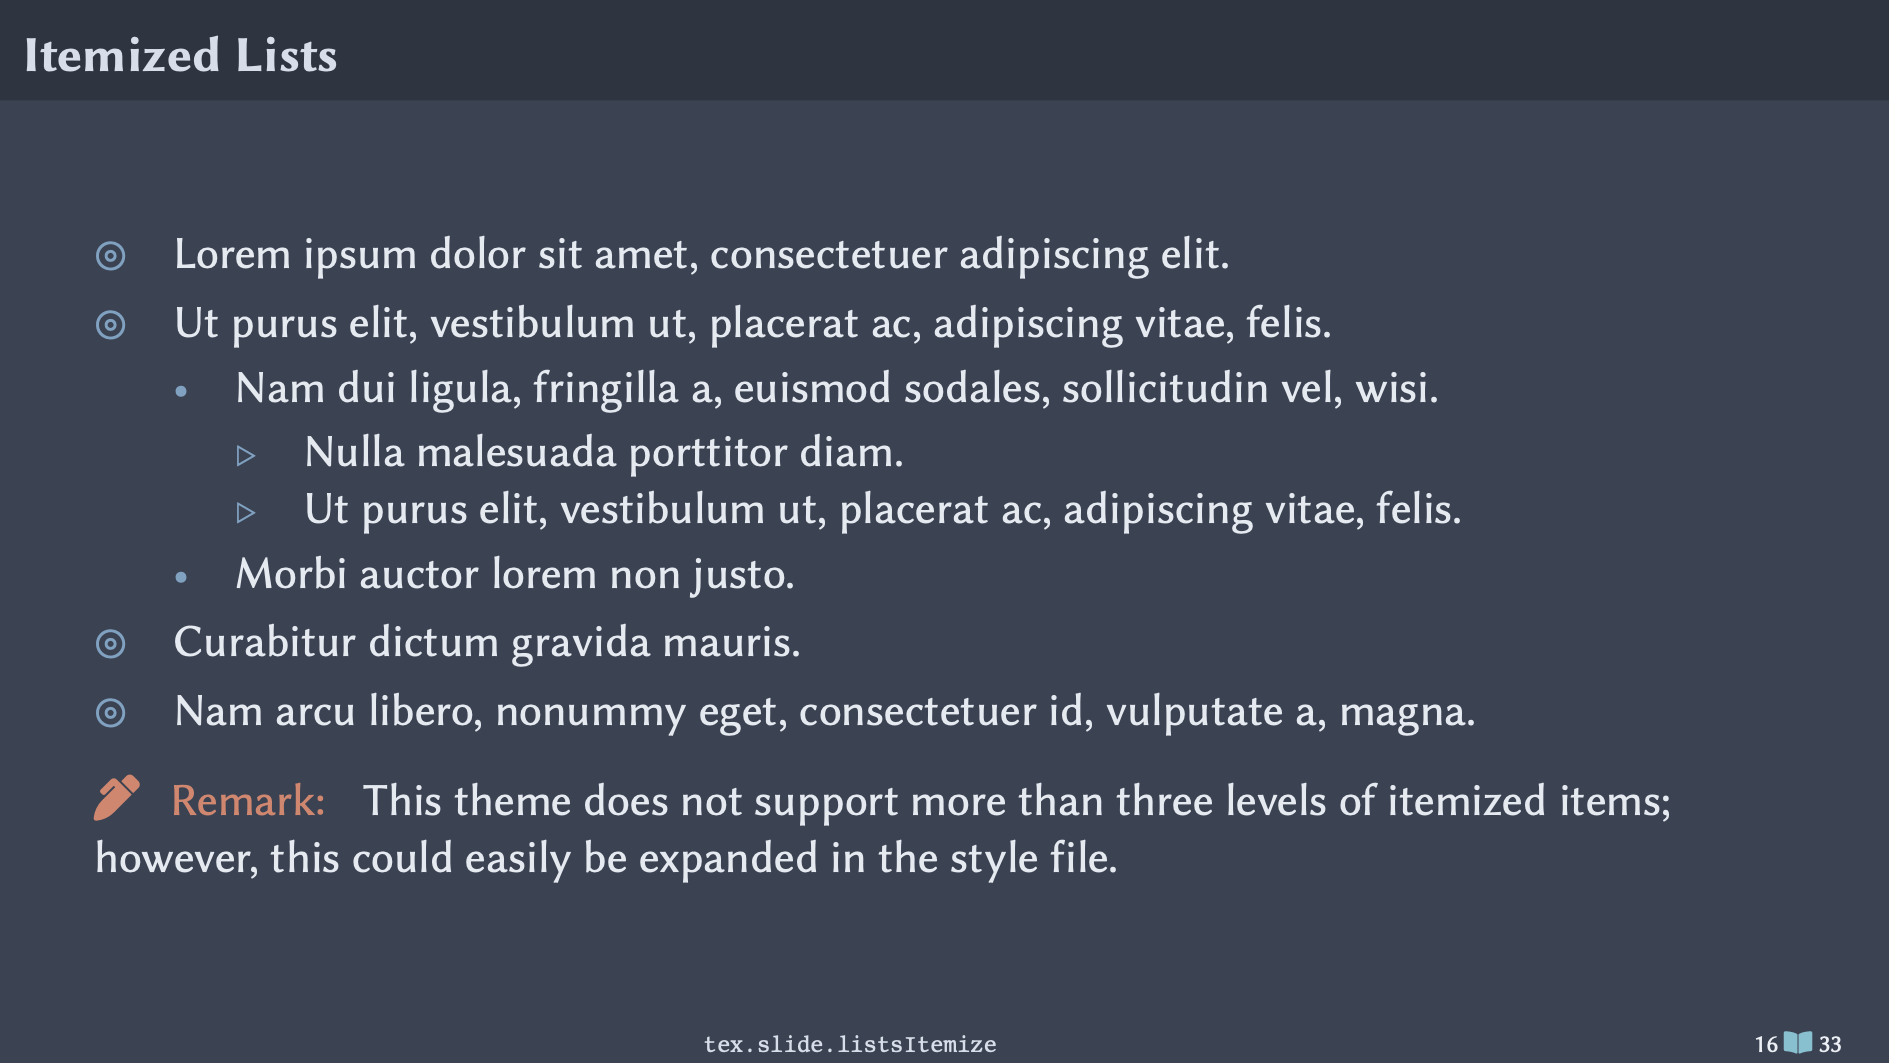 Itemized Lists
Lorem ipsum dolor sit amet, consectetuer adipiscing elit.
Ut purus elit, vestibulum ut, placerat ac, adipiscing vitae, felis.
Nam dui ligula, fringilla a, euismod sodales, sollicitudin vel, wisi.
Nulla malesuada porttitor diam.
Ut purus elit, vestibulum ut, placerat ac, adipiscing vitae, felis.
Morbi auctor lorem non justo.
Curabitur dictum gravida mauris.
Nam arcu libero, nonummy eget, consectetuer id, vulputate a, magna.
Remark: This theme does not support more than three levels of itemized items;
however, this could easily be expanded in the style file.
tex.slide.listsItemize
16 33